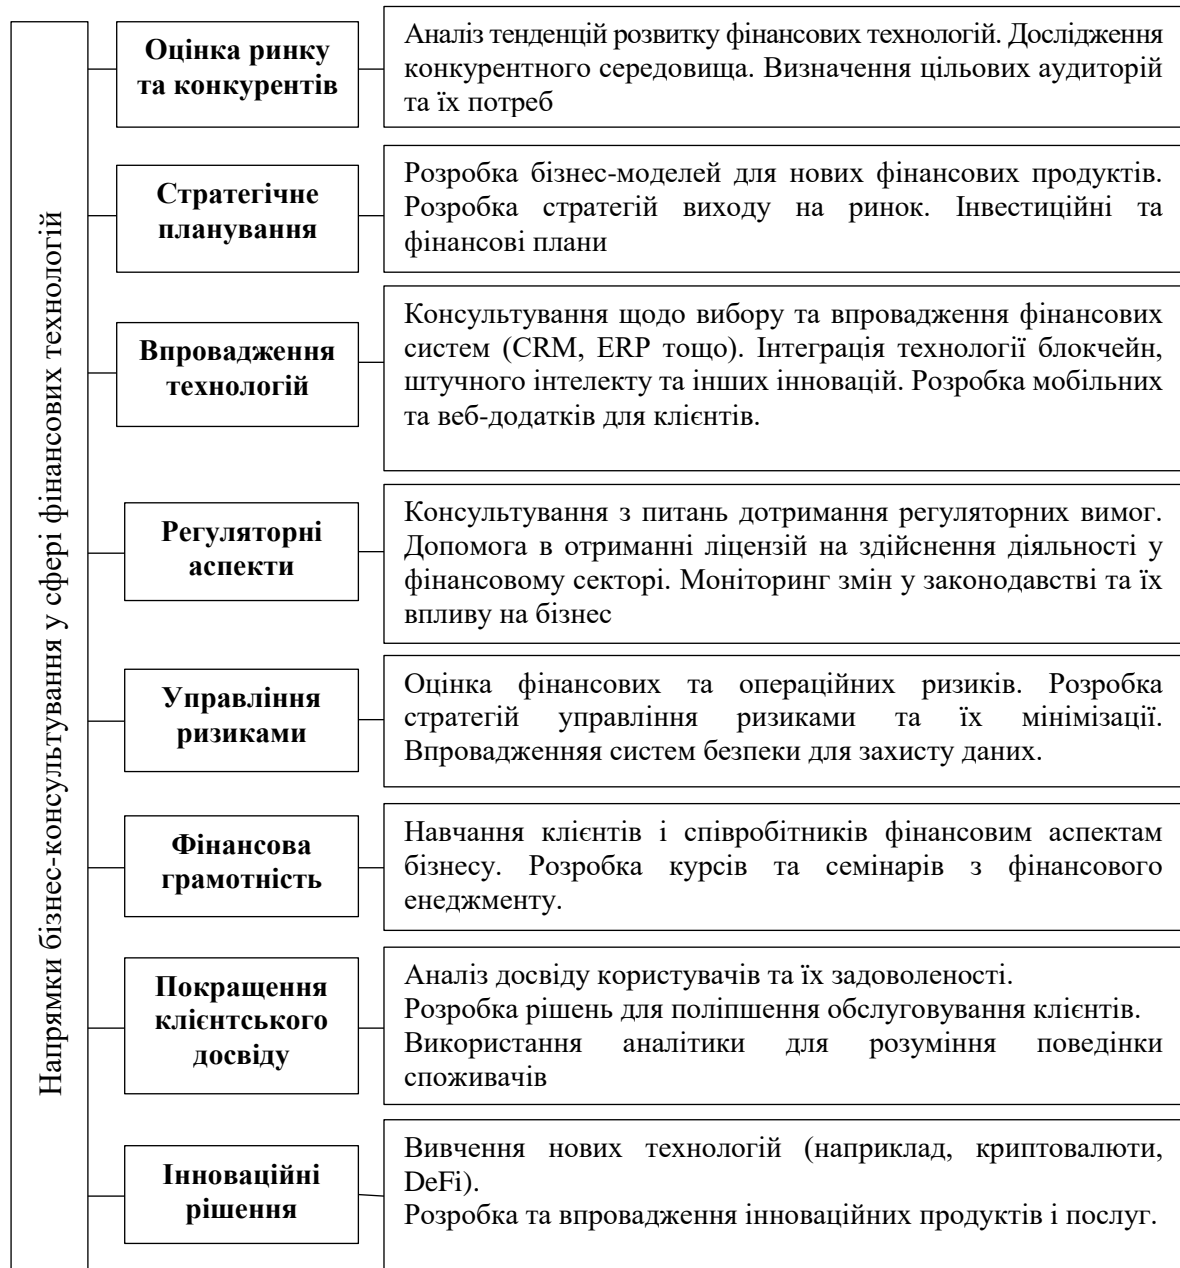 Напрямки бізнес-консультування у сфері фінансових технологій
Оцінка ринку
та конкурентів
Аналіз тенденцій розвитку фінансових технологій. Дослідження
конкурентного середовища. Визначення цільових аудиторій
та їх потреб
Стратегічне
планування
Розробка бізнес-моделей для нових фінансових продуктів.
Розробка стратегій виходу на ринок. Інвестиційні та
фінансові плани
Впровадження
технологій
Консультування щодо вибору та впровадження фінансових
систем (CRM, ERP тощо). Інтеграція технології блокчейн,
штучного інтелекту та інших інновацій. Розробка мобільних
та веб-додатків для клієнтів.
Регуляторні
аспекти
Консультування з питань дотримання регуляторних вимог.
Допомога в отриманні ліцензій на здійснення діяльності у
фінансовому секторі. Моніторинг змін у законодавстві та їх
впливу на бізнес
Управління
ризиками
Оцінка фінансових та операційних ризиків. Розробка
стратегій управління ризиками та їх мінімізації.
Впровадженняя систем безпеки для захисту даних.
Фінансова
грамотність
Навчання клієнтів і співробітників фінансовим аспектам
бізнесу. Розробка курсів та семінарів з фінансового
енеджменту.
Покращення
клієнтського
досвіду
Аналіз досвіду користувачів та їх задоволеності.
Розробка рішень для поліпшення обслуговування клієнтів.
Використання аналітики для розуміння поведінки
споживачів
Інноваційні
рішення
Вивчення нових технологій (наприклад, криптовалюти,
DeFi).
Розробка та впровадження інноваційних продуктів і послуг.